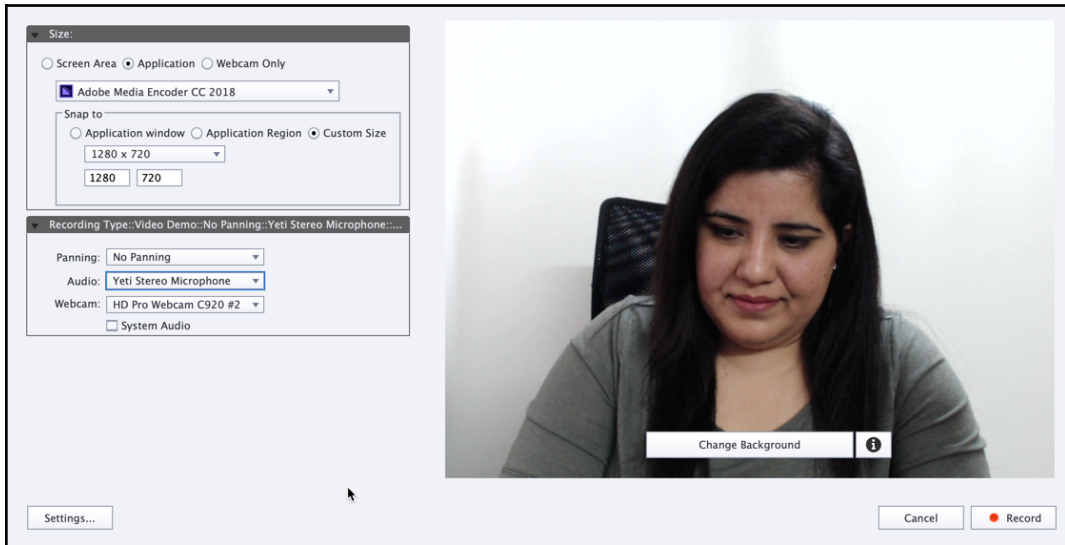 Size:
Screen Area Application Webcam Only
Adobe Media Encoder CC 2018
Snap to
Application window Application Region Custom Size
1280 x 720
1280 720
Recording Type::Video Demo::No Panning::Yeti Stereo Microphone::...
Panning: No Panning
Audio: Yeti Stereo Microphone
Webcam: HD Pro Webcam C920 #2
System Audio
Change Background
Settings...
Cancel Record